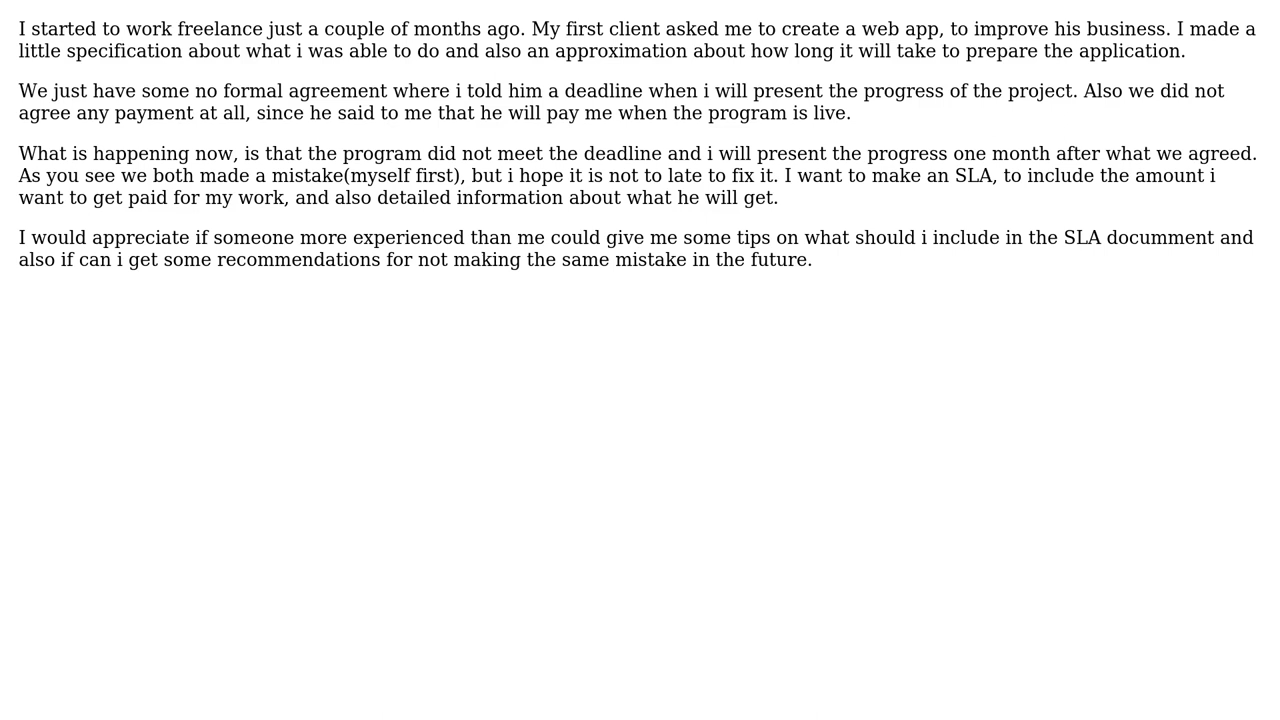 I started to work freelance just a couple of months ago. My first client asked me to create a web app, to improve his business. I made a
little specification about what i was able to do and also an approximation about how long it will take to prepare the application.
We just have some no formal agreement where i told him a deadline when i will present the progress of the project. Also we did not
agree any payment at all, since he said to me that he will pay me when the program is live.
What is happening now, is that the program did not meet the deadline and i will present the progress one month after what we agreed.
As you see we both made a mistake(myself first), but i hope it is not to late to fix it. I want to make an SLA, to include the amount i
want to get paid for my work, and also detailed information about what he will get.
I would appreciate if someone more experienced than me could give me some tips on what should i include in the SLA documment and
also if can i get some recommendations for not making the same mistake in the future.